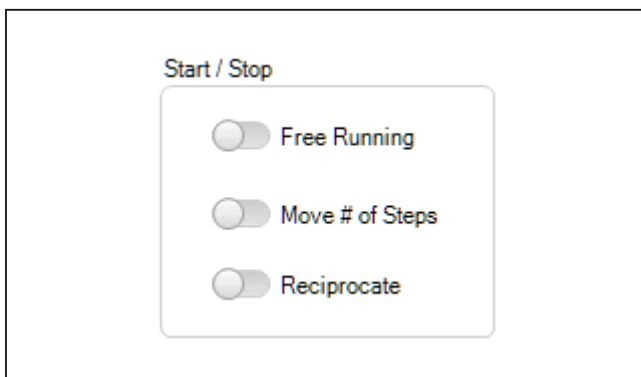 Start / Stop
Free Running
Move # of Steps
Reciprocate